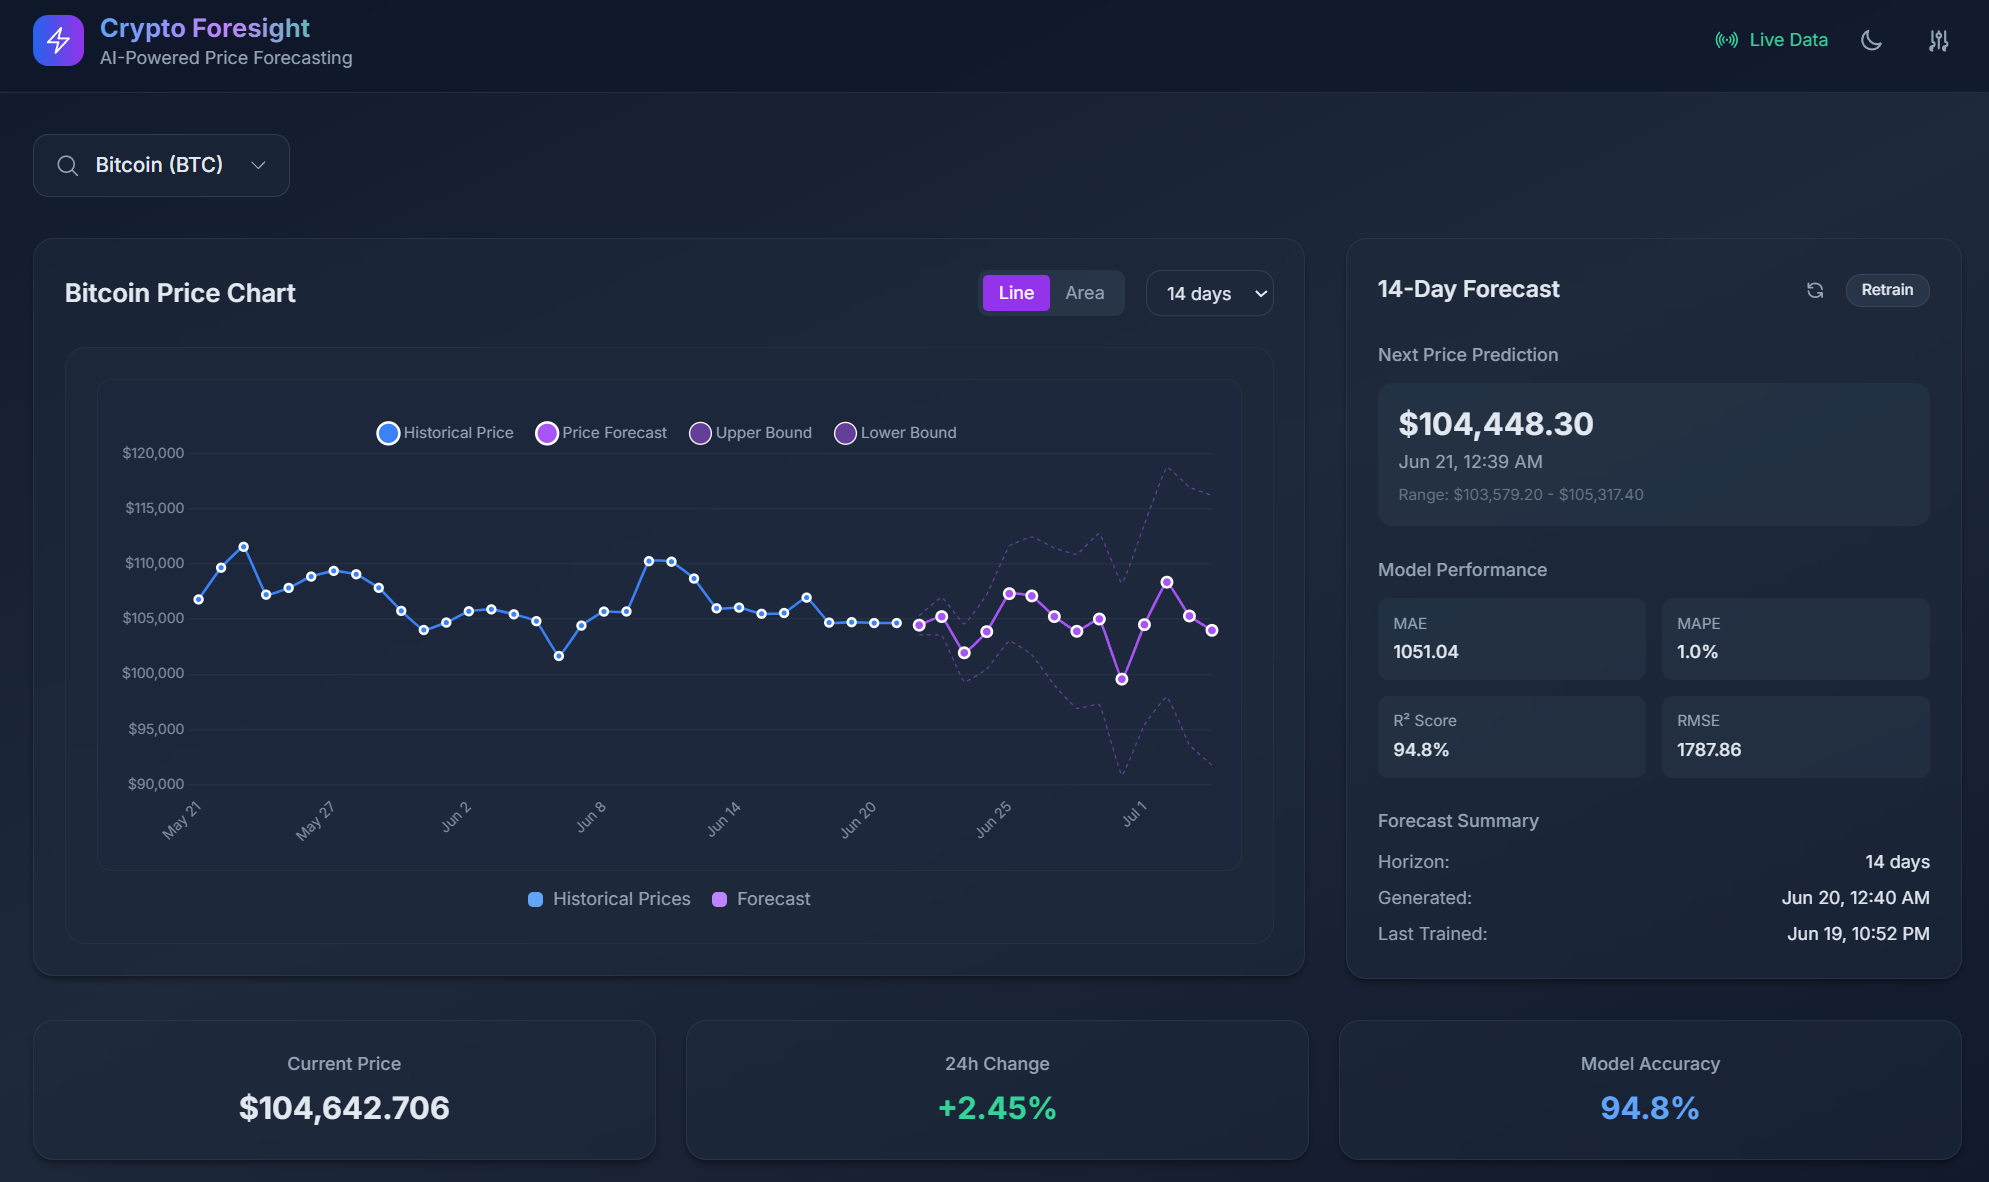 Crypto Foresight
AI-Powered Price Forecasting
Live Data
Bitcoin (BTC)
Bitcoin Price Chart
Line
Area
14 days
Historical Price
Price Forecast
Upper Bound
Lower Bound
$120,000
$115,000
$110,000
$105,000
$100,000
$95,000
$90,000
May 21
May 27
Jun 2
Jun 8
Jun 14
Jun 20
Jun 25
Jul 1
Historical Prices
Forecast
14-Day Forecast
Retrain
Next Price Prediction
$104,448.30
Jun 21, 12:39 AM
Range: $103,579.20 - $105,317.40
Model Performance
MAE
1051.04
MAPE
1.0%
R² Score
94.8%
RMSE
1787.86
Forecast Summary
Horizon: 14 days
Generated: Jun 20, 12:40 AM
Last Trained: Jun 19, 10:52 PM
Current Price
$104,642.706
24h Change
+2.45%
Model Accuracy
94.8%